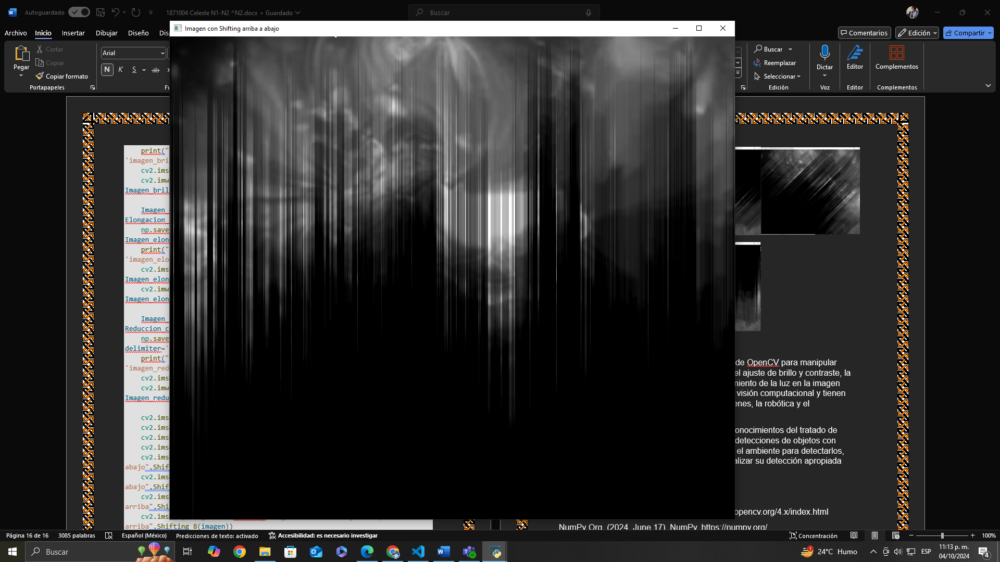 Autoguardado
1871004 Celeste N1-N2 ^N2.docx • Guardado
Buscar
Archivo
Inicio
Insertar
Dibujar
Diseño
Comentarios
Edición
Compartir
Imagen con Shifting arriba a abajo
Pegar
Cortar
Copiar
Copiar formato
Portapapeles
Arial
N K S ab
Buscar
Reemplazar
Seleccionar
Edición
Dictar
Voz
Editor
Editor
Complementos
Complementos
print("
'imagen_bri
cv2.ims
cv2.imw
Imagen_bril
Imagen_
Elongacion_
np.save
Imagen_elon
print("
'imagen_elo
cv2.ims
Imagen_elon
cv2.imw
Imagen_elon
Imagen_
Reduccion_c
np.save
delimiter='
print("
'imagen_red
cv2.ims
cv2.imw
Imagen_redu
cv2.ims
cv2.ims
cv2.ims
cv2.ims
cv2.ims
abajo",Shif
cv2.ims
abajo",Shif
cv2.ims
arriba",Shi
cv2.ims
arriba",Shifting_8(imagen))
de OpenCV para manipular
el ajuste de brillo y contraste, la
miento de la luz en la imagen
visión computacional y tienen
enes, la robótica y el
onocimientos del tratado de
detecciones de objetos con
el ambiente para detectarlos,
alizar su detección apropiada
opencv.org/4.x/index.html
NumPy Org. (2024, June 17). NumPy. https://numpy.org/
Página 16 de 16
3085 palabras
Español (México)
Predicciones de texto: activado
Accesibilidad: es necesario investigar
Concentración
100%
Buscar
24°C Humo
ESP
11:13 p. m.
04/10/2024
4